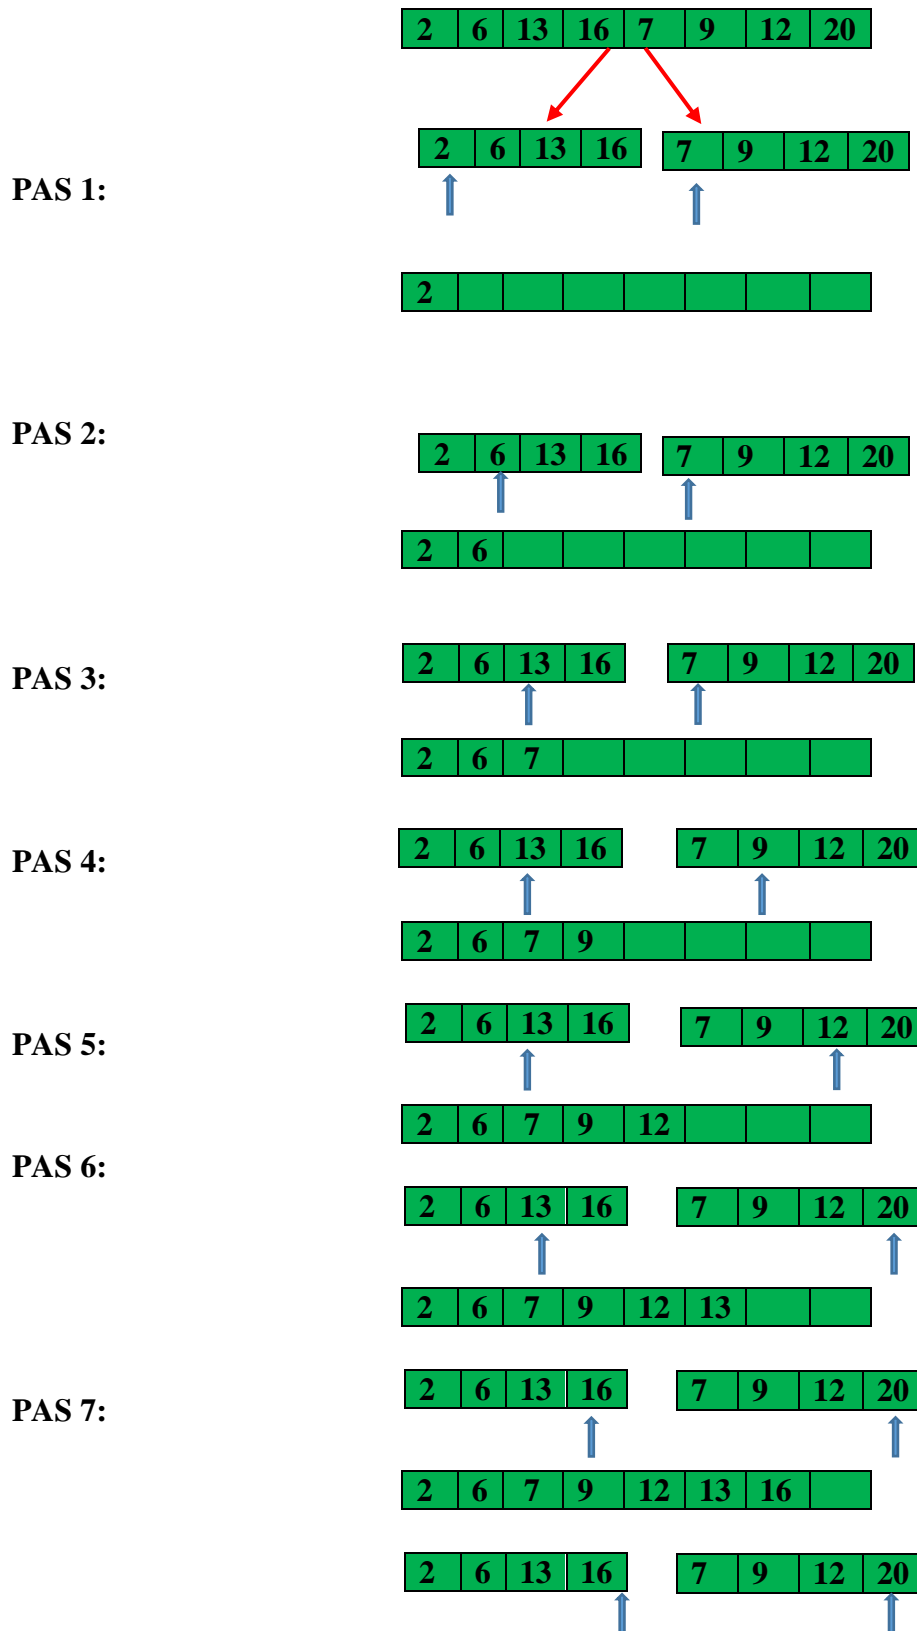 2 6 13 16 7 9 12 20
2 6 13 16 7 9 12 20
PAS 1:
2
PAS 2:
2 6 13 16 7 9 12 20
2 6
PAS 3:
2 6 13 16 7 9 12 20
2 6 7
PAS 4:
2 6 13 16 7 9 12 20
2 6 7 9
PAS 5:
2 6 13 16 7 9 12 20
2 6 7 9 12
PAS 6:
2 6 13 16 7 9 12 20
2 6 7 9 12 13
PAS 7:
2 6 13 16 7 9 12 20
2 6 7 9 12 13 16
2 6 13 16 7 9 12 20